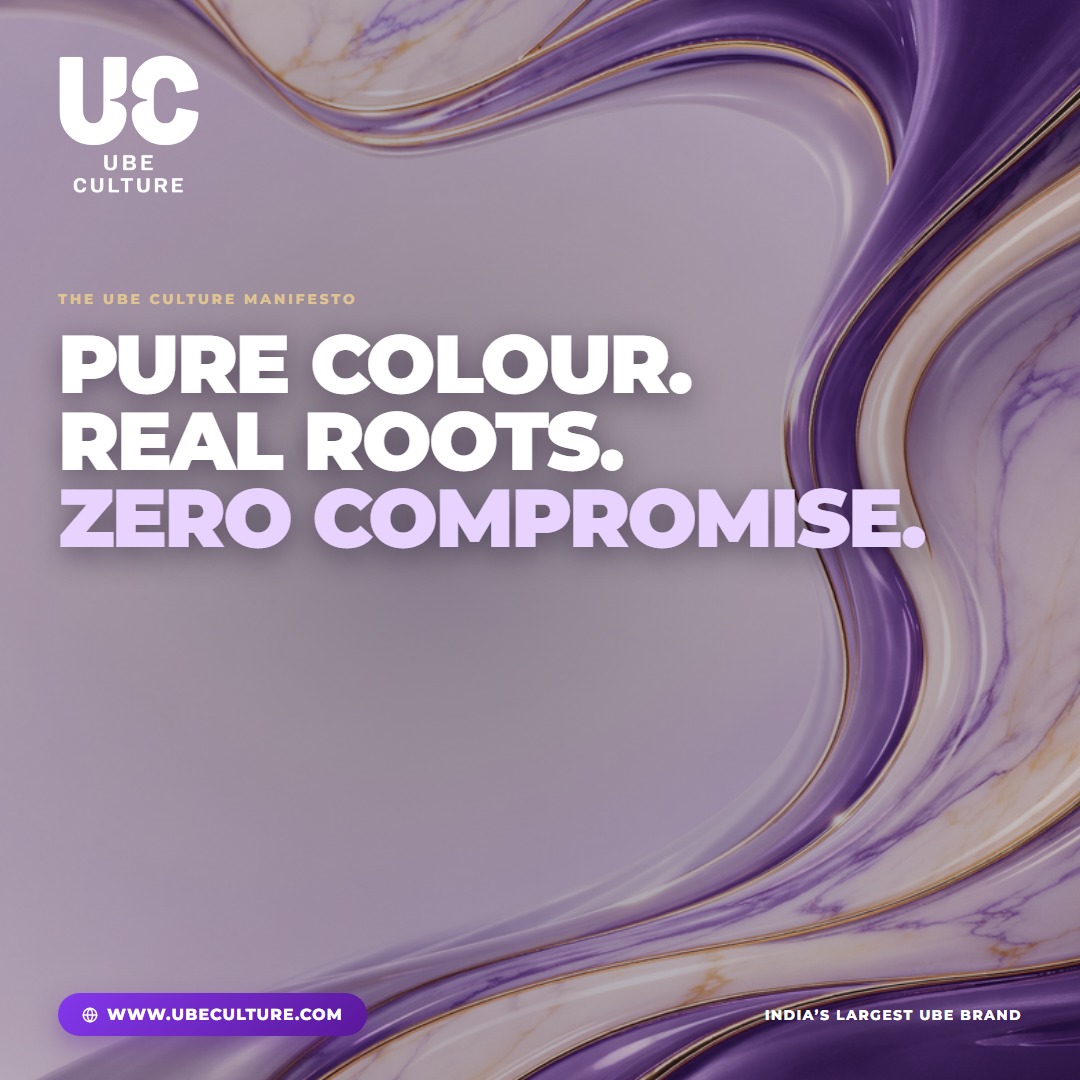 UC
UBE
CULTURE
THE UBE CULTURE MANIFESTO
PURE COLOUR.
REAL ROOTS.
ZERO COMPROMISE.
WWW.UBECULTURE.COM
INDIA'S LARGEST UBE BRAND